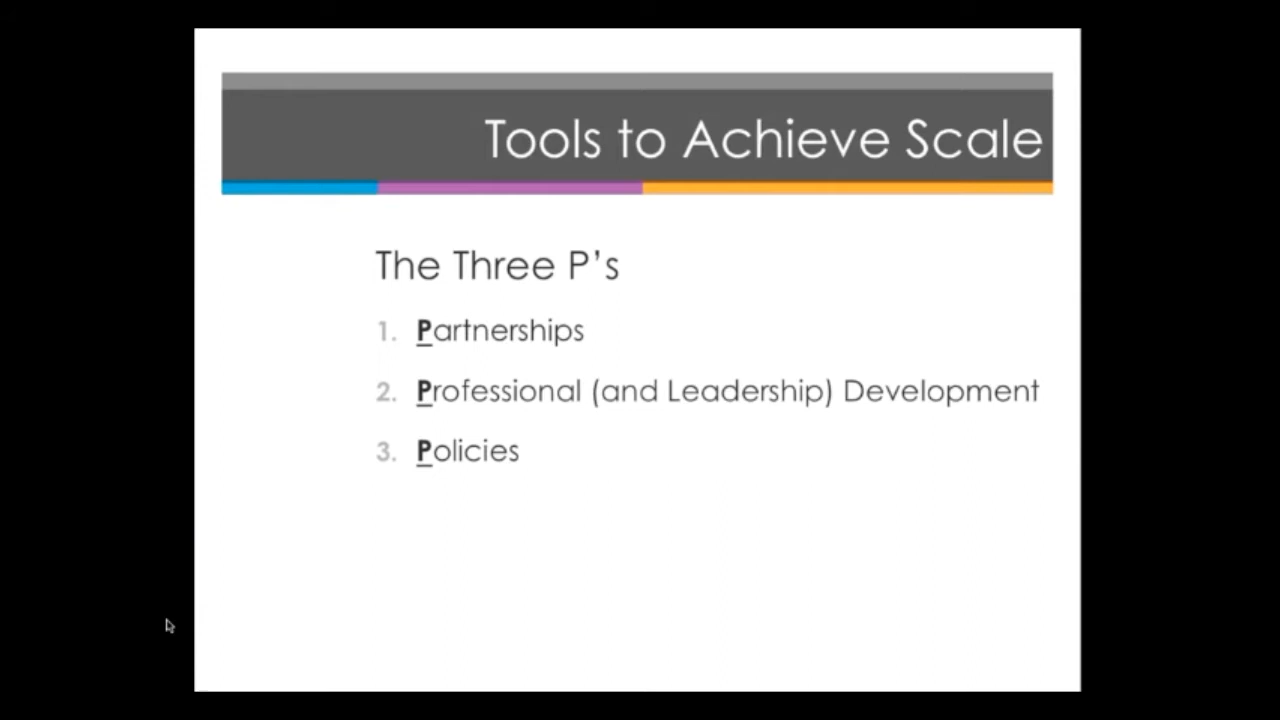 Tools to Achieve Scale
The Three P’s
1. Partnerships
2. Professional (and Leadership) Development
3. Policies